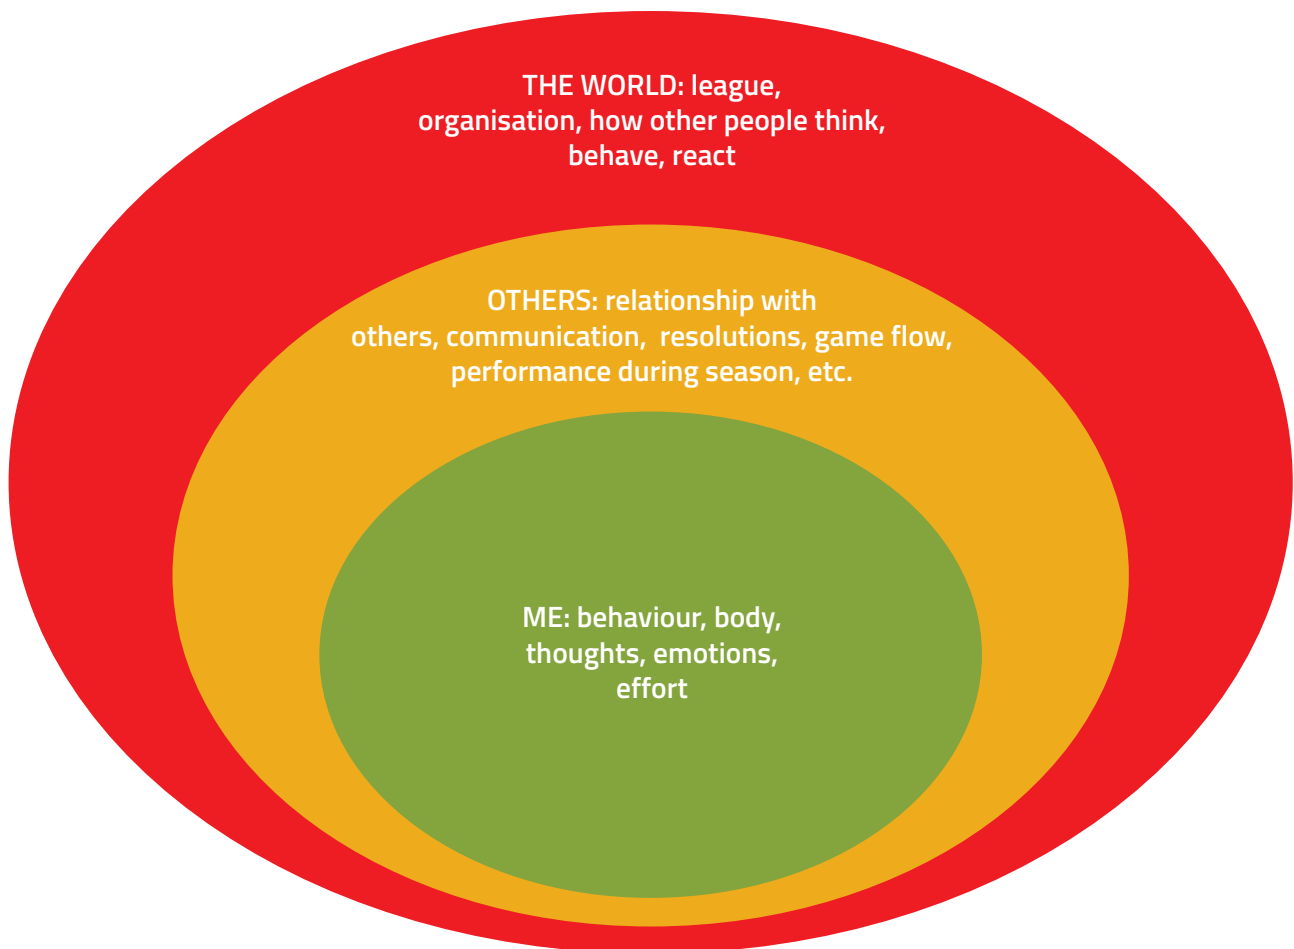 THE WORLD: league,
organisation, how other people think,
behave, react
OTHERS: relationship with
others, communication,  resolutions, game flow,
performance during season, etc.
ME: behaviour, body,
thoughts, emotions,
effort